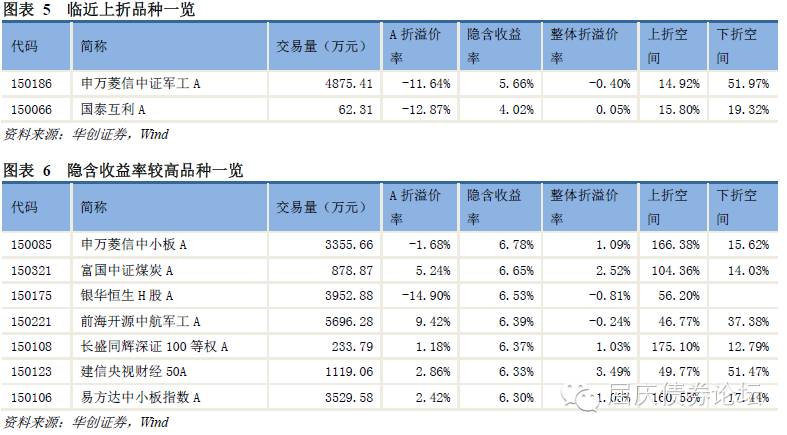 图表 5 临近上折品种一览
代码 简称 交易量（万元） A 折溢价率 隐含收益率 整体折溢价率 上折空间 下折空间
150186 申万菱信中证军工 A 4875.41 -11.64% 5.66% -0.40% 14.92% 51.97%
150066 国泰互利 A 62.31 -12.87% 4.02% 0.05% 15.80% 19.32%
资料来源：华创证券，Wind
图表 6 隐含收益率较高品种一览
代码 简称 交易量（万元） A 折溢价率 隐含收益率 整体折溢价率 上折空间 下折空间
150085 申万菱信中小板 A 3355.66 -1.68% 6.78% 1.09% 166.38% 15.62%
150321 富国中证煤炭 A 878.87 5.24% 6.65% 2.52% 104.36% 14.03%
150175 银华恒生 H 股 A 3952.88 -14.90% 6.53% -0.81% 56.20%
150221 前海开源中航军工 A 5696.28 9.42% 6.39% -0.24% 46.77% 37.38%
150108 长盛同辉深证 100 等权 A 233.79 1.18% 6.37% 1.03% 175.10% 12.79%
150123 建信央视财经 50A 1119.06 2.86% 6.33% 3.49% 49.77% 51.47%
150106 易方达中小板指数 A 3529.58 2.42% 6.30% 160.53% 17.44%
屈庆债券论坛
资料来源：华创证券，Wind